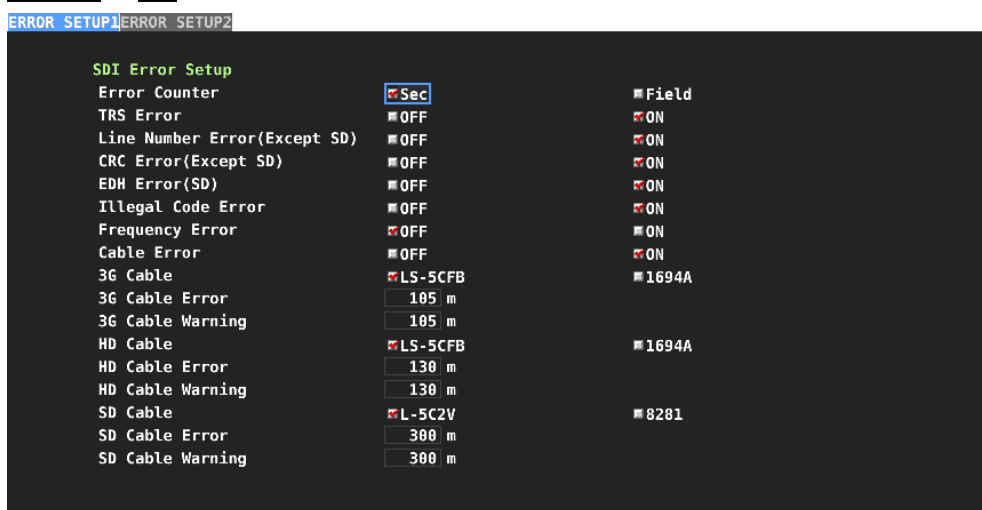 ERROR SETUP1 ERROR SETUP2
SDI Error Setup
Error Counter Sec Field
TRS Error OFF ON
Line Number Error(Except SD) OFF ON
CRC Error(Except SD) OFF ON
EDH Error(SD) OFF ON
Illegal Code Error OFF ON
Frequency Error OFF ON
Cable Error OFF ON
3G Cable LS-5CFB 1694A
3G Cable Error 105 m
3G Cable Warning 105 m
HD Cable LS-5CFB 1694A
HD Cable Error 130 m
HD Cable Warning 130 m
SD Cable L-5C2V 8281
SD Cable Error 300 m
SD Cable Warning 300 m